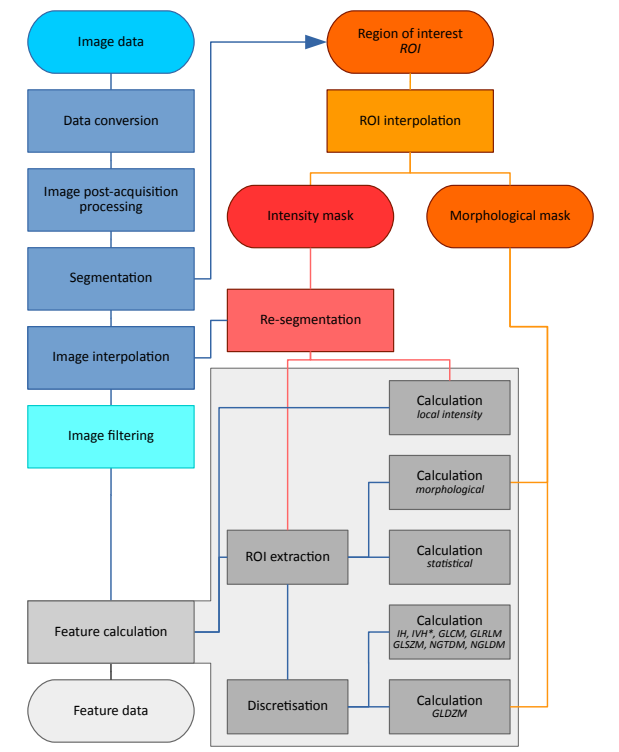 Image data
Region of interest
ROI
Data conversion
ROI interpolation
Image post-acquisition
processing
Intensity mask
Morphological mask
Segmentation
Re-segmentation
Image interpolation
Image filtering
Calculation
local intensity
Calculation
morphological
ROI extraction
Calculation
statistical
Feature calculation
Calculation
IH, IVH*, GLCM, GLRLM
GLSZM, NGTDM, NGLDM
Feature data
Discretisation
Calculation
GLDZM